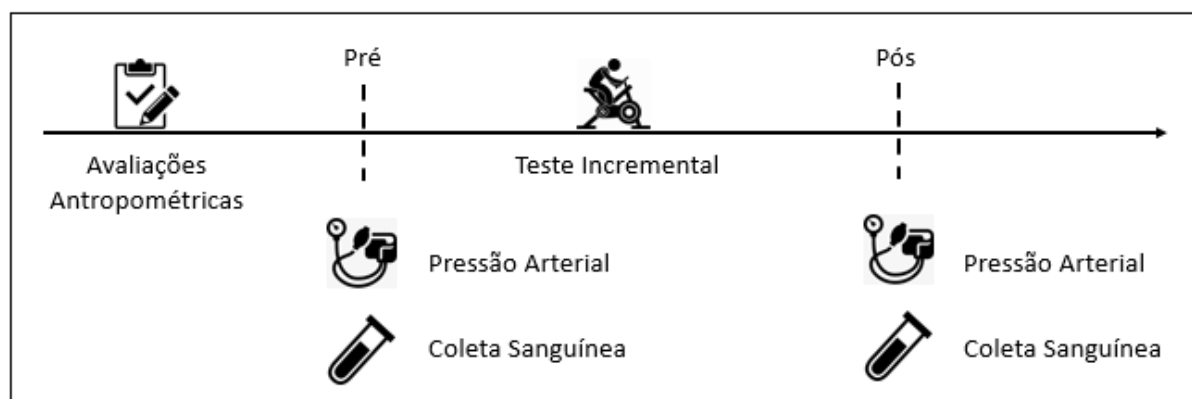 Pré
Pós
Avaliações
Antropométricas
Teste Incremental
Pressão Arterial
Pressão Arterial
Coleta Sanguínea
Coleta Sanguínea